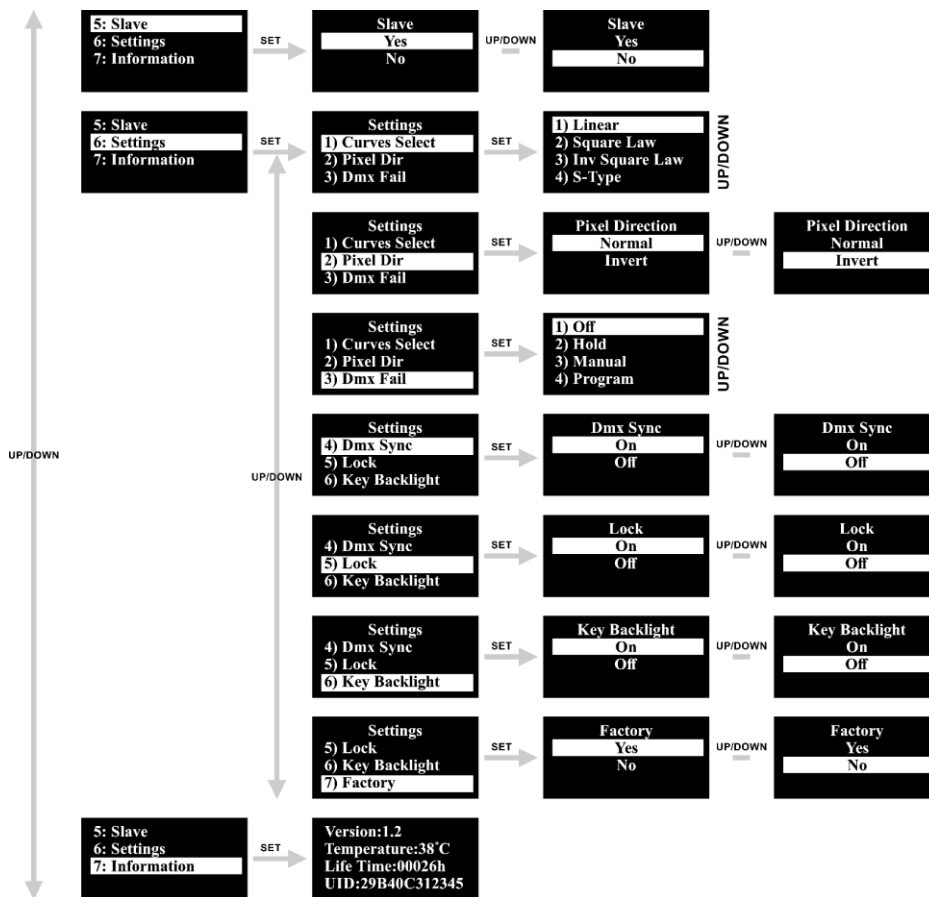 5: Slave
6: Settings
7: Information
SET
Slave
Yes
No
UP/DOWN
Slave
Yes
No
5: Slave
6: Settings
7: Information
SET
Settings
1) Curves Select
2) Pixel Dir
3) Dmx Fail
SET
1) Linear
2) Square Law
3) Inv Square Law
4) S-Type
UP/DOWN
Settings
1) Curves Select
2) Pixel Dir
3) Dmx Fail
SET
Pixel Direction
Normal
Invert
UP/DOWN
Pixel Direction
Normal
Invert
Settings
1) Curves Select
2) Pixel Dir
3) Dmx Fail
SET
1) Off
2) Hold
3) Manual
4) Program
UP/DOWN
UP/DOWN
UP/DOWN
Settings
4) Dmx Sync
5) Lock
6) Key Backlight
SET
Dmx Sync
On
Off
UP/DOWN
Dmx Sync
On
Off
Settings
4) Dmx Sync
5) Lock
6) Key Backlight
SET
Lock
On
Off
UP/DOWN
Lock
On
Off
Settings
4) Dmx Sync
5) Lock
6) Key Backlight
SET
Key Backlight
On
Off
UP/DOWN
Key Backlight
On
Off
Settings
5) Lock
6) Key Backlight
7) Factory
SET
Factory
Yes
No
UP/DOWN
Factory
Yes
No
5: Slave
6: Settings
7: Information
SET
Version:1.2
Temperature:38°C
Life Time:00026h
UID:29B40C312345